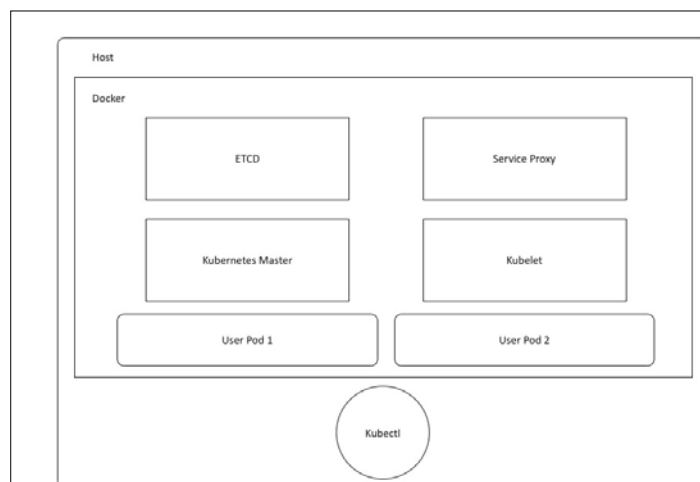 Host
Docker
ETCD
Service Proxy
Kubernetes Master
Kubelet
User Pod 1
User Pod 2
Kubectl